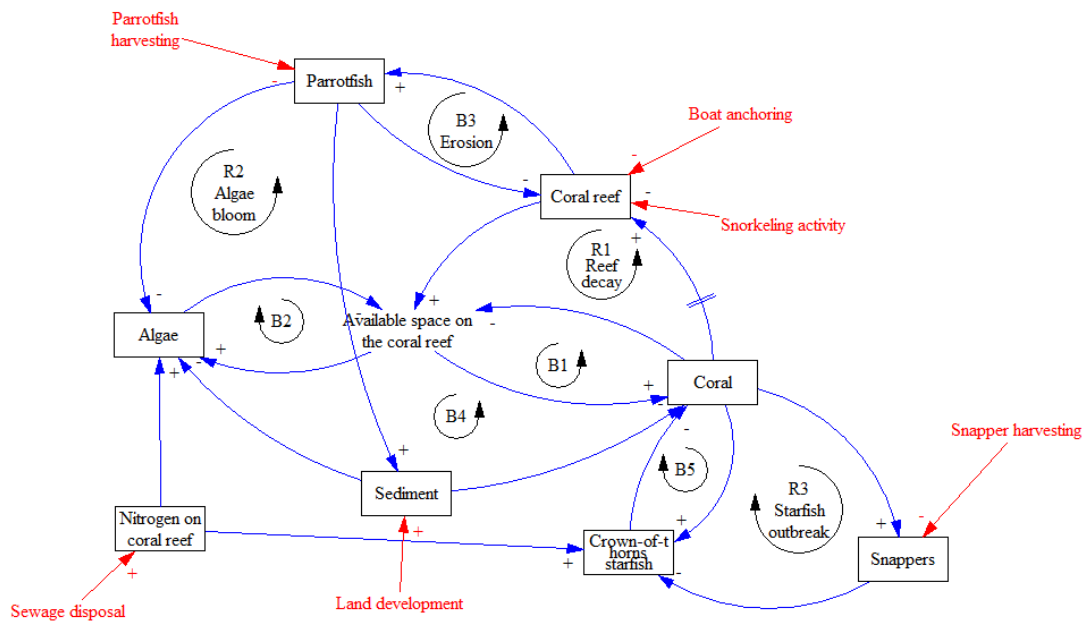 Parrotfish
harvesting
-
Parrotfish
+
B3
Erosion
Boat anchoring
-
R2
Algae
bloom
-
Coral reef
-
Snorkeling activity
+
R1
Reef
decay
-
+
Algae
B2
-
Available space on
the coral reef
-
+
-
+
B1
+
Coral
-
-
B4
Snapper harvesting
+
B5
R3
Starfish
outbreak
+
-
+
Sediment
+
Nitrogen on
coral reef
+
Crown-of-t
horns
starfish
+
-
Snappers
+
Sewage disposal
Land development